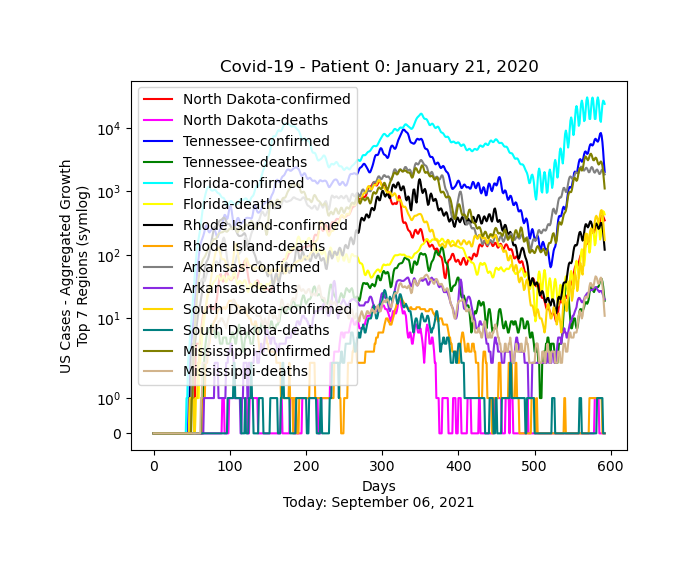 Covid-19 - Patient 0: January 21, 2020
US Cases - Aggregated Growth
Top 7 Regions (symlog)
10^4
10^3
10^2
10^1
10^0
0
North Dakota-confirmed
North Dakota-deaths
Tennessee-confirmed
Tennessee-deaths
Florida-confirmed
Florida-deaths
Rhode Island-confirmed
Rhode Island-deaths
Arkansas-confirmed
Arkansas-deaths
South Dakota-confirmed
South Dakota-deaths
Mississippi-confirmed
Mississippi-deaths
0 100 200 300 400 500 600
Days
Today: September 06, 2021